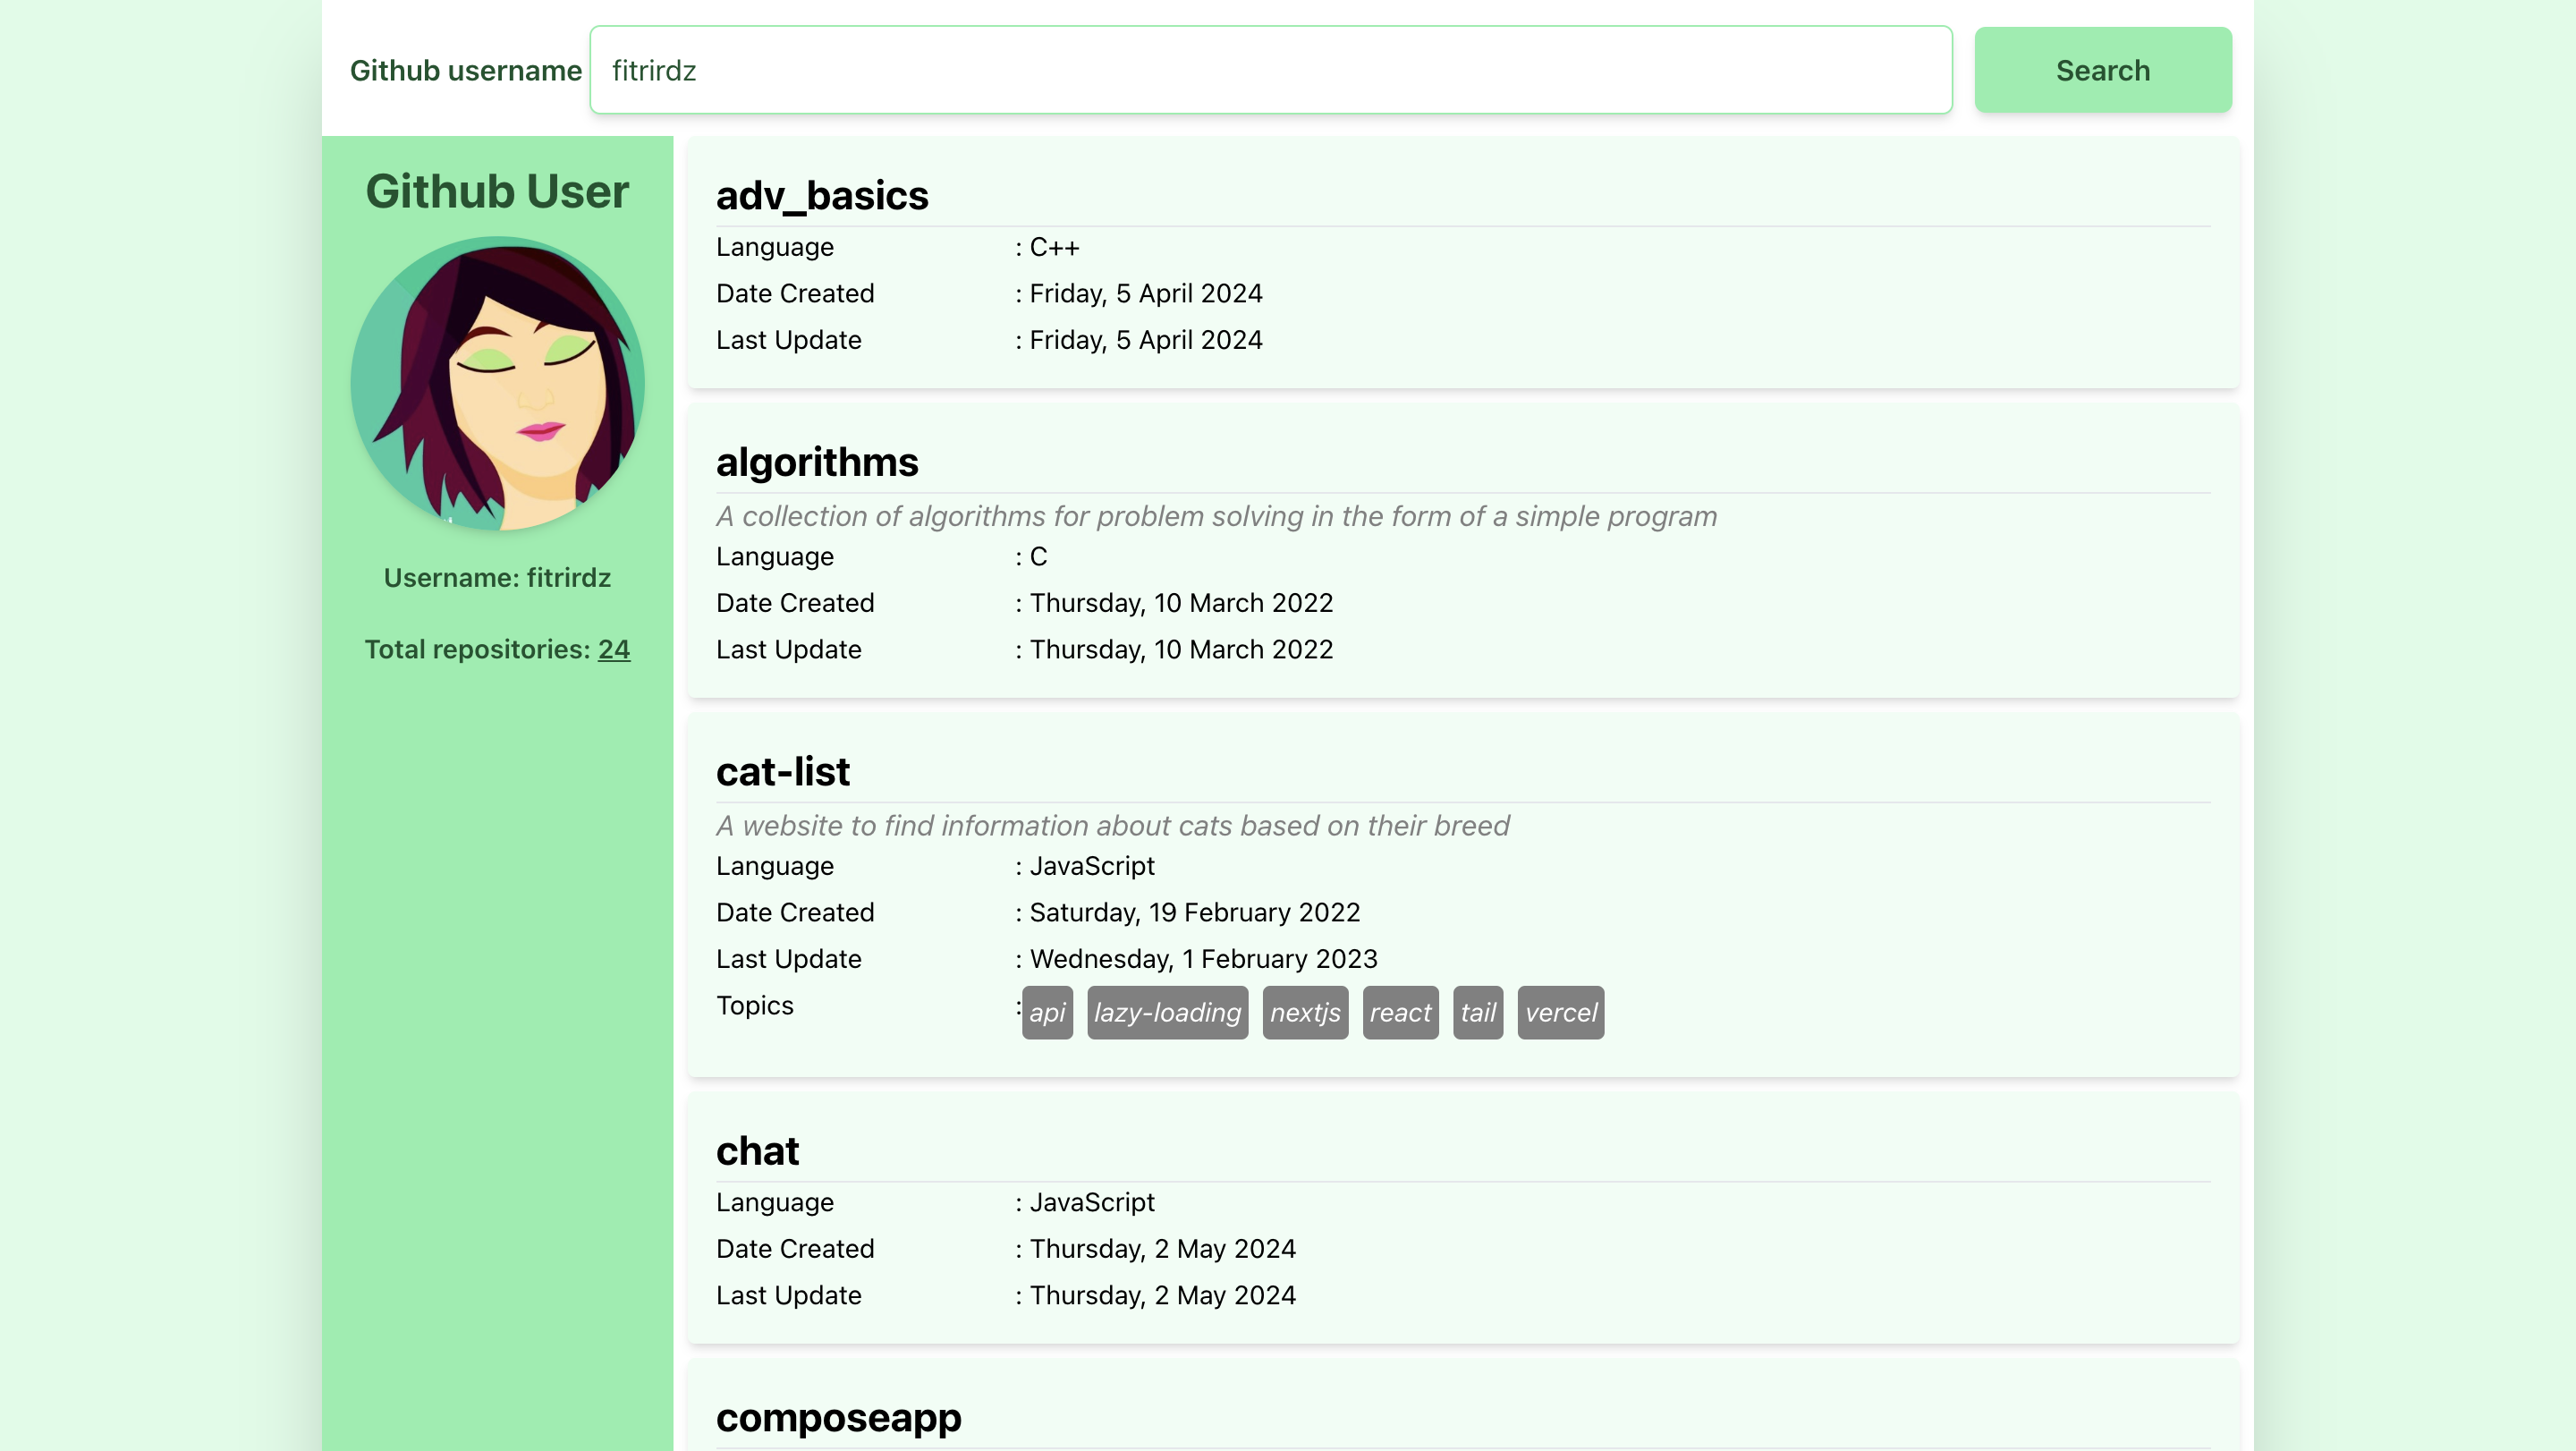 Github username fitrirdz Search
Github User
Username: fitrirdz
Total repositories: 24
adv_basics
Language : C++
Date Created : Friday, 5 April 2024
Last Update : Friday, 5 April 2024
algorithms
A collection of algorithms for problem solving in the form of a simple program
Language : C
Date Created : Thursday, 10 March 2022
Last Update : Thursday, 10 March 2022
cat-list
A website to find information about cats based on their breed
Language : JavaScript
Date Created : Saturday, 19 February 2022
Last Update : Wednesday, 1 February 2023
Topics : api lazy-loading nextjs react tail vercel
chat
Language : JavaScript
Date Created : Thursday, 2 May 2024
Last Update : Thursday, 2 May 2024
composeapp